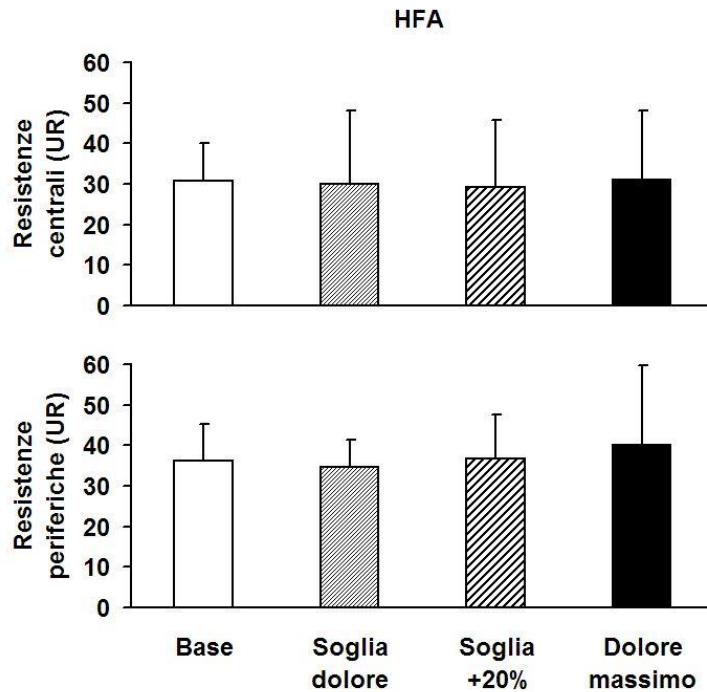 HFA
Resistenze
centrali (UR)
60
50
40
30
20
10
0
Resistenze
periferiche (UR)
60
50
40
30
20
10
0
Base
Soglia
dolore
Soglia
+20%
Dolore
massimo